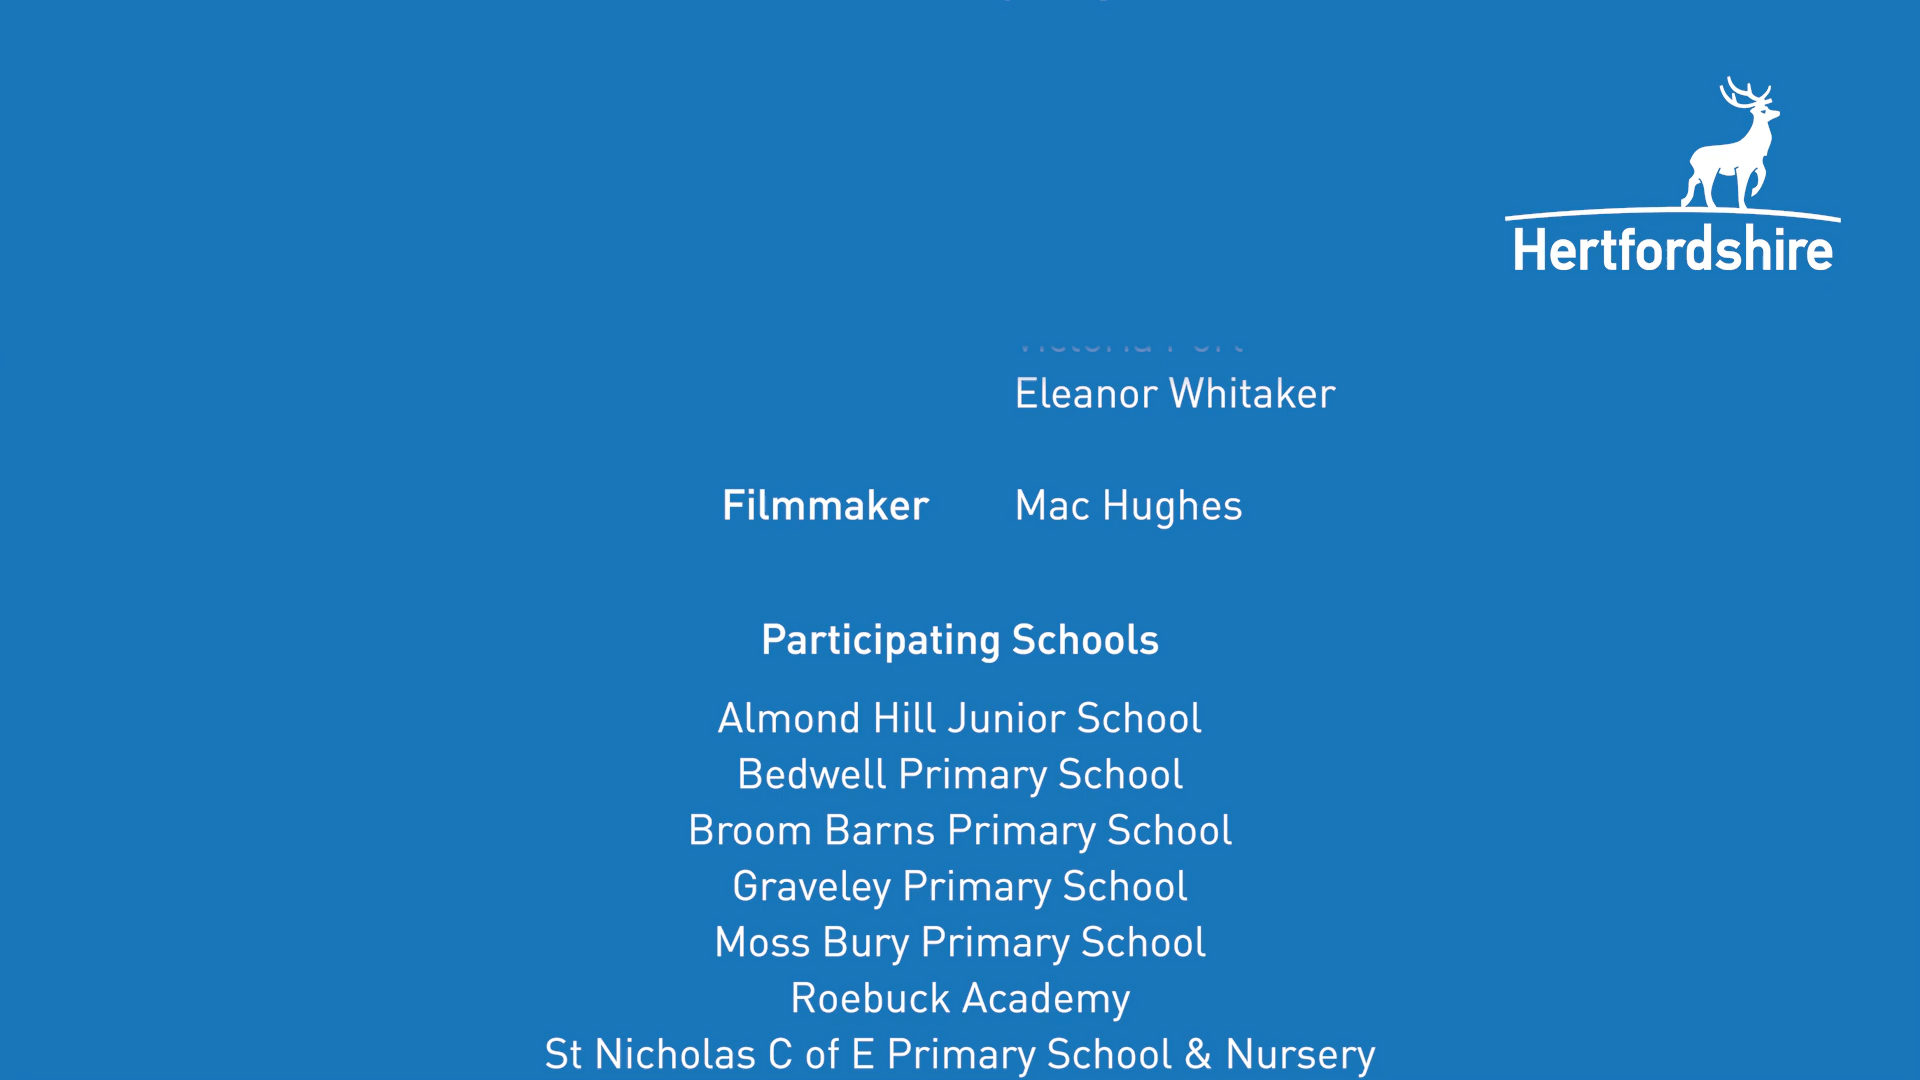 Hertfordshire
Eleanor Whitaker
Filmmaker Mac Hughes
Participating Schools
Almond Hill Junior School
Bedwell Primary School
Broom Barns Primary School
Graveley Primary School
Moss Bury Primary School
Roebuck Academy
St Nicholas C of E Primary School & Nursery